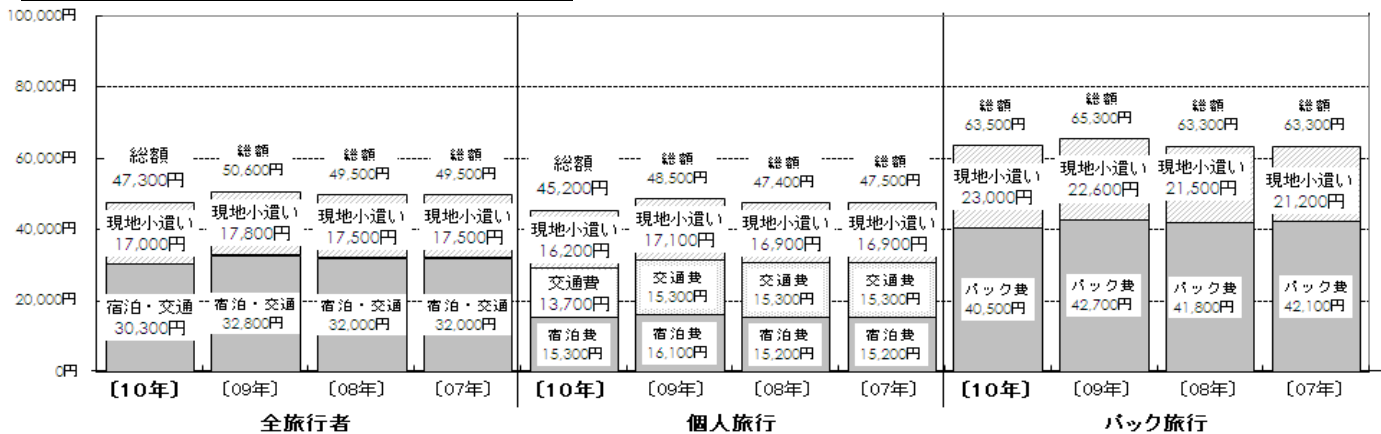 100,000円
80,000円
60,000円
40,000円
20,000円
0円
総額
47,300円
現地小遣い
17,000円
宿泊・交通
30,300円
〔10年〕
総額
50,600円
現地小遣い
17,800円
宿泊・交通
32,800円
〔09年〕
総額
49,500円
現地小遣い
17,500円
宿泊・交通
32,000円
〔08年〕
総額
49,500円
現地小遣い
17,500円
宿泊・交通
32,000円
〔07年〕
全旅行者
総額
45,200円
現地小遣い
16,200円
交通費
13,700円
宿泊費
15,300円
〔10年〕
総額
48,500円
現地小遣い
17,100円
交通費
15,300円
宿泊費
16,100円
〔09年〕
総額
47,400円
現地小遣い
16,900円
交通費
15,300円
宿泊費
15,200円
〔08年〕
総額
47,500円
現地小遣い
16,900円
交通費
15,300円
宿泊費
15,200円
〔07年〕
個人旅行
総額
63,500円
現地小遣い
23,000円
パック費
40,500円
〔10年〕
総額
65,300円
現地小遣い
22,600円
パック費
42,700円
〔09年〕
総額
63,300円
現地小遣い
21,500円
パック費
41,800円
〔08年〕
総額
63,300円
現地小遣い
21,200円
パック費
42,100円
〔07年〕
パック旅行